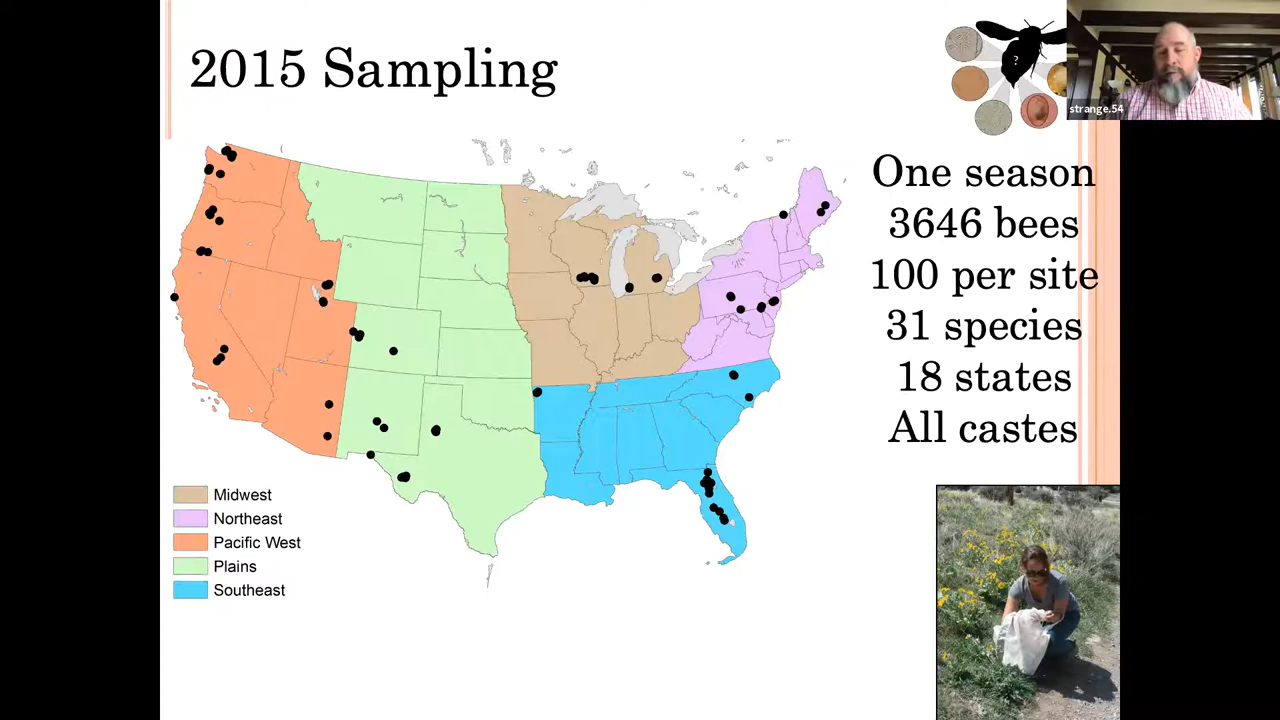 2015 Sampling
?
strange.54
One season
3646 bees
100 per site
31 species
18 states
All castes
Midwest
Northeast
Pacific West
Plains
Southeast